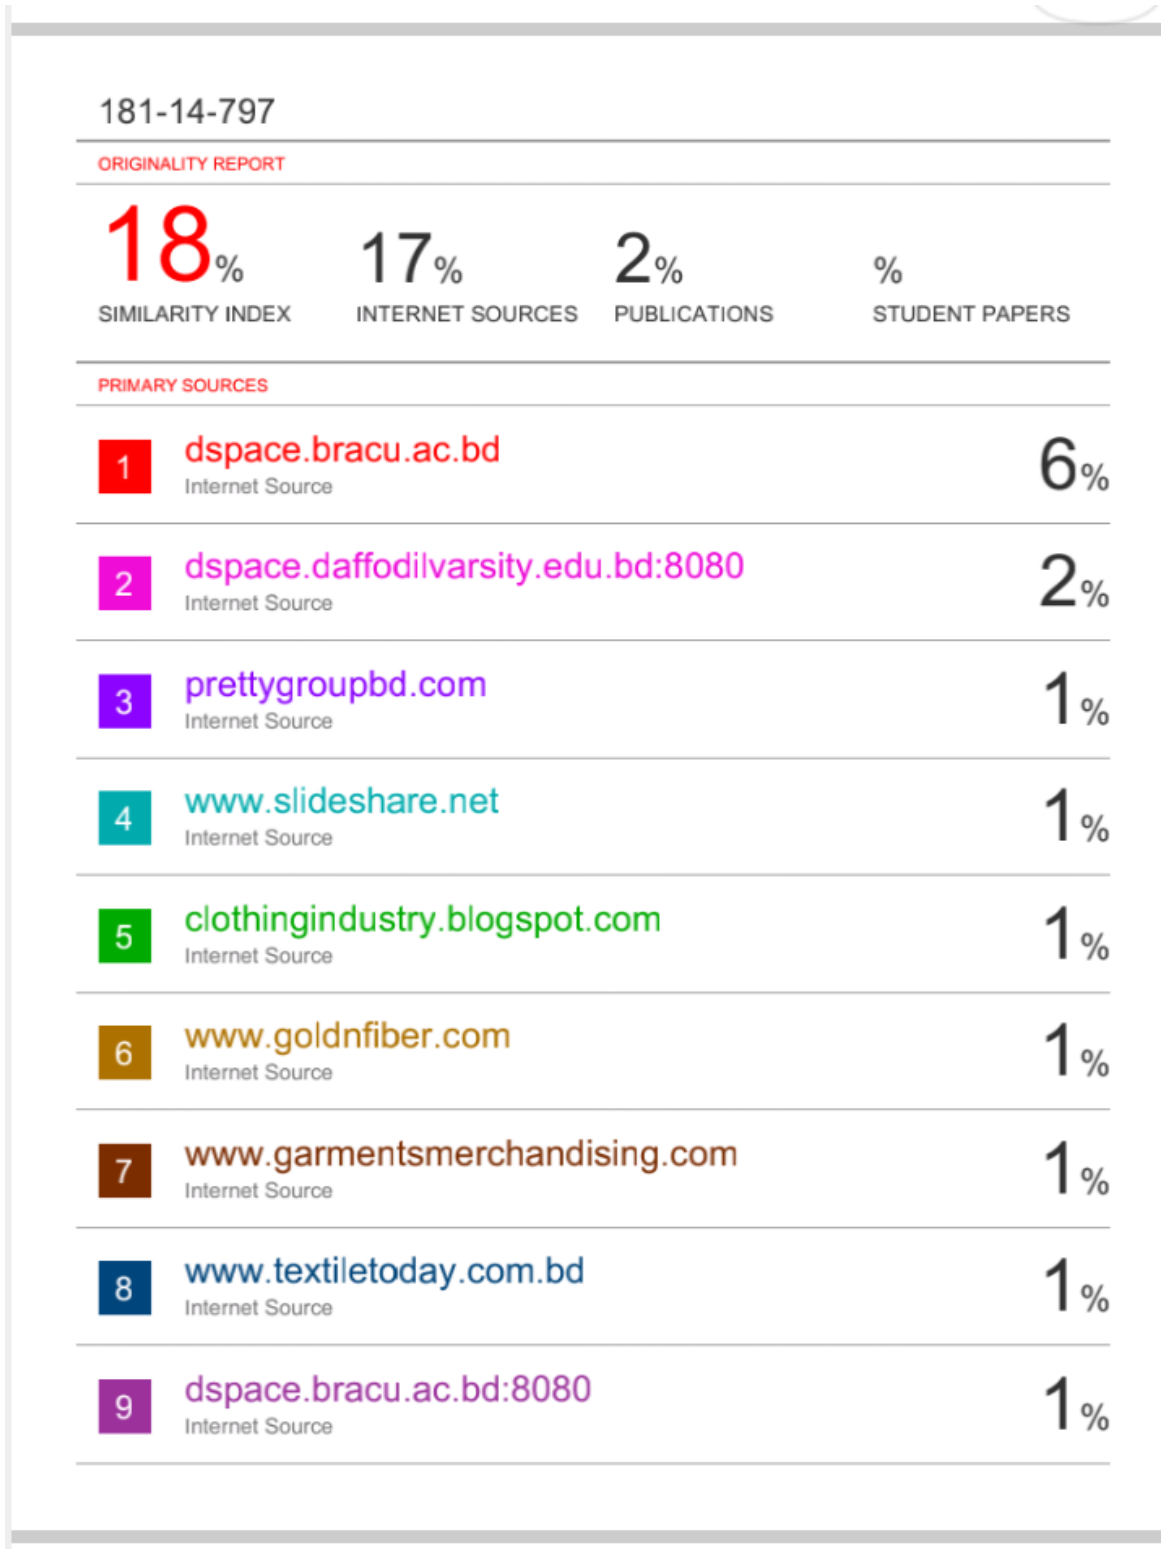 181-14-797
ORIGINALITY REPORT
18% 17% 2% %
SIMILARITY INDEX INTERNET SOURCES PUBLICATIONS STUDENT PAPERS
PRIMARY SOURCES
1 dspace.bracu.ac.bd 6%
Internet Source
2 dspace.daffodilvarsity.edu.bd:8080 2%
Internet Source
3 prettygroupbd.com 1%
Internet Source
4 www.slideshare.net 1%
Internet Source
5 clothingindustry.blogspot.com 1%
Internet Source
6 www.goldnfiber.com 1%
Internet Source
7 www.garmentsmerchandising.com 1%
Internet Source
8 www.textiletoday.com.bd 1%
Internet Source
9 dspace.bracu.ac.bd:8080 1%
Internet Source